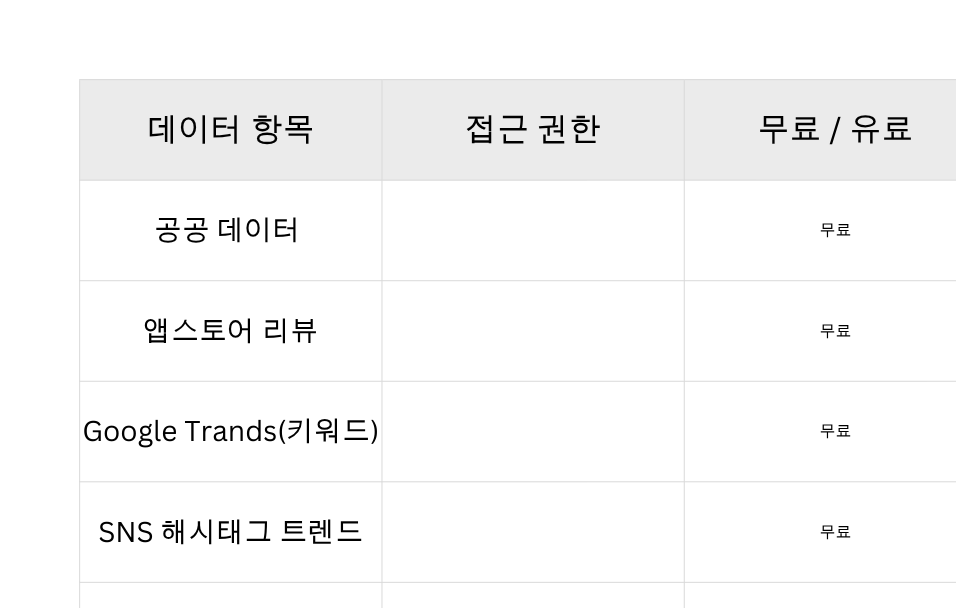 데이터 항목 접근 권한 무료 / 유료
공공 데이터 무료
앱스토어 리뷰 무료
Google Trands(키워드) 무료
SNS 해시태그 트렌드 무료